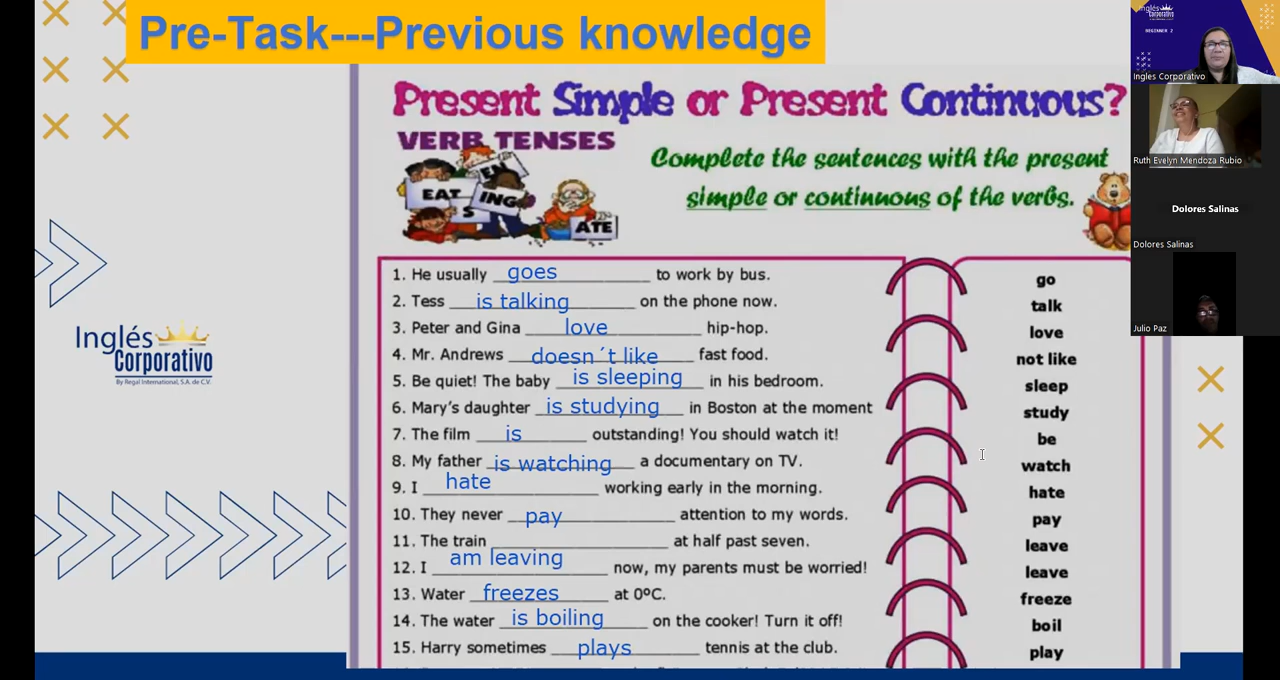 Pre-Task---Previous knowledge
Present Simple or Present Continuous?
VERB TENSES
Complete the sentences with the present
simple or continuous of the verbs.
EAT
S
EN
ING
ATE
1. He usually goes to work by bus.
go
2. Tess is talking on the phone now.
talk
3. Peter and Gina love hip-hop.
love
4. Mr. Andrews doesn´t like fast food.
not like
5. Be quiet! The baby is sleeping in his bedroom.
sleep
6. Mary's daughter is studying in Boston at the moment
study
7. The film is outstanding! You should watch it!
be
8. My father is watching a documentary on TV.
watch
9. I hate working early in the morning.
hate
10. They never pay attention to my words.
pay
11. The train ____ at half past seven.
leave
12. I am leaving now, my parents must be worried!
leave
13. Water freezes at 0ºC.
freeze
14. The water is boiling on the cooker! Turn it off!
boil
15. Harry sometimes plays tennis at the club.
play
Inglés
Corporativo
By Regal International, S.A. de C.V.
Inglés
Corporativo
BEGINNER 2
Ingles Corporativo
Ruth Evelyn Mendoza Rubio
Dolores Salinas
Dolores Salinas
Julio Paz